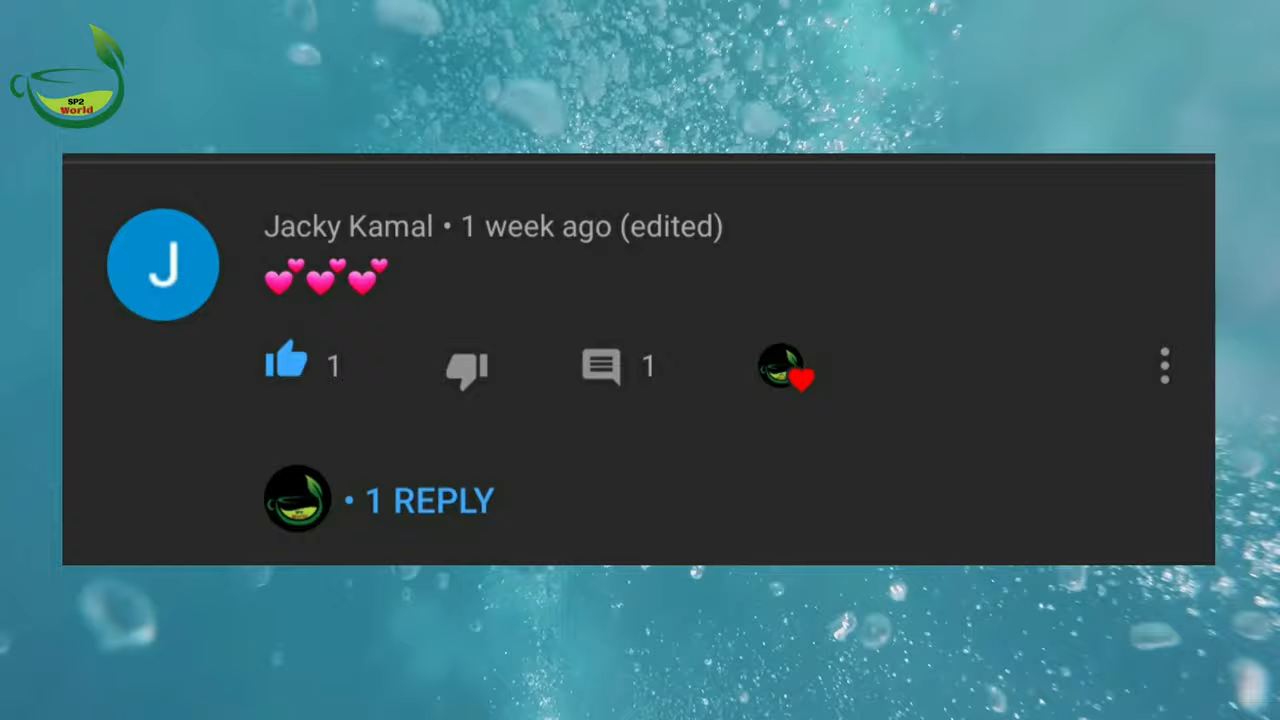 SP2
World
J
Jacky Kamal • 1 week ago (edited)
💕💕💕
1
1
• 1 REPLY